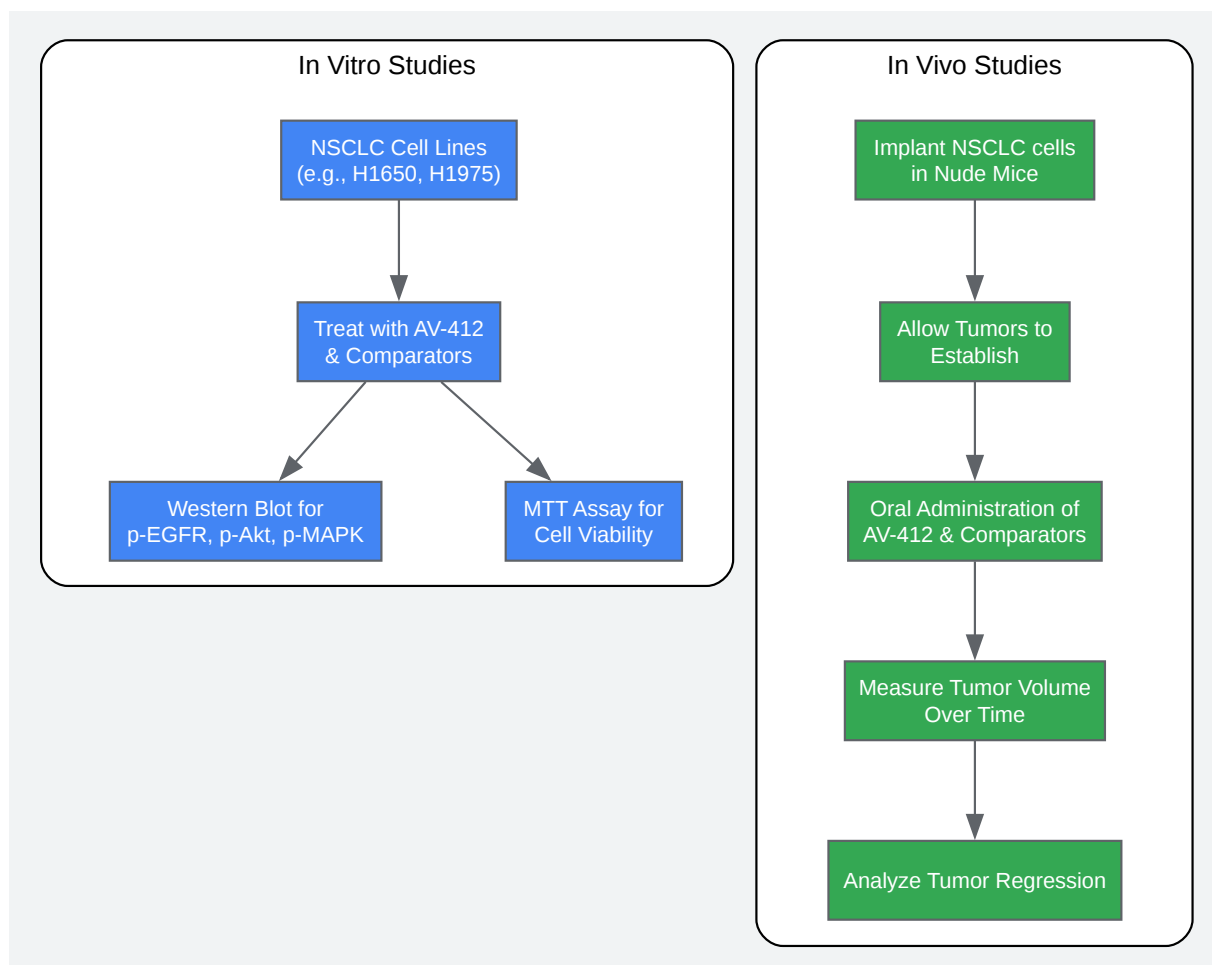 In Vitro Studies
NSCLC Cell Lines
(e.g., H1650, H1975)
Treat with AV-412
& Comparators
Western Blot for
p-EGFR, p-Akt, p-MAPK
MTT Assay for
Cell Viability
In Vivo Studies
Implant NSCLC cells
in Nude Mice
Allow Tumors to
Establish
Oral Administration of
AV-412 & Comparators
Measure Tumor Volume
Over Time
Analyze Tumor Regression